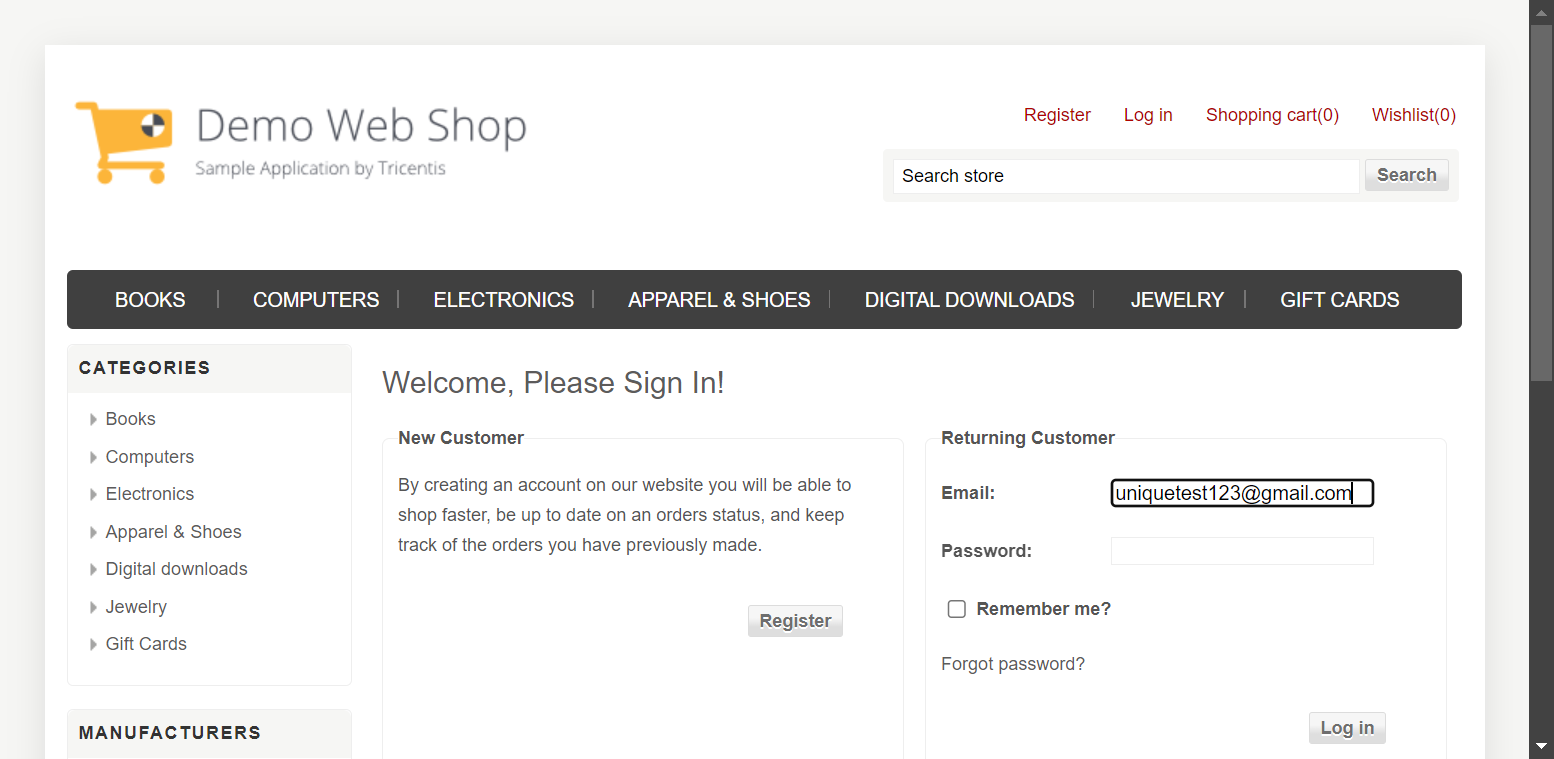 Demo Web Shop
Sample Application by Tricentis
Register Log in Shopping cart(0) Wishlist(0)
Search store Search
BOOKS COMPUTERS ELECTRONICS APPAREL & SHOES DIGITAL DOWNLOADS JEWELRY GIFT CARDS
CATEGORIES
Books
Computers
Electronics
Apparel & Shoes
Digital downloads
Jewelry
Gift Cards
MANUFACTURERS
Welcome, Please Sign In!
New Customer
By creating an account on our website you will be able to
shop faster, be up to date on an orders status, and keep
track of the orders you have previously made.
Register
Returning Customer
Email: uniquetest123@gmail.com
Password:
Remember me?
Forgot password?
Log in